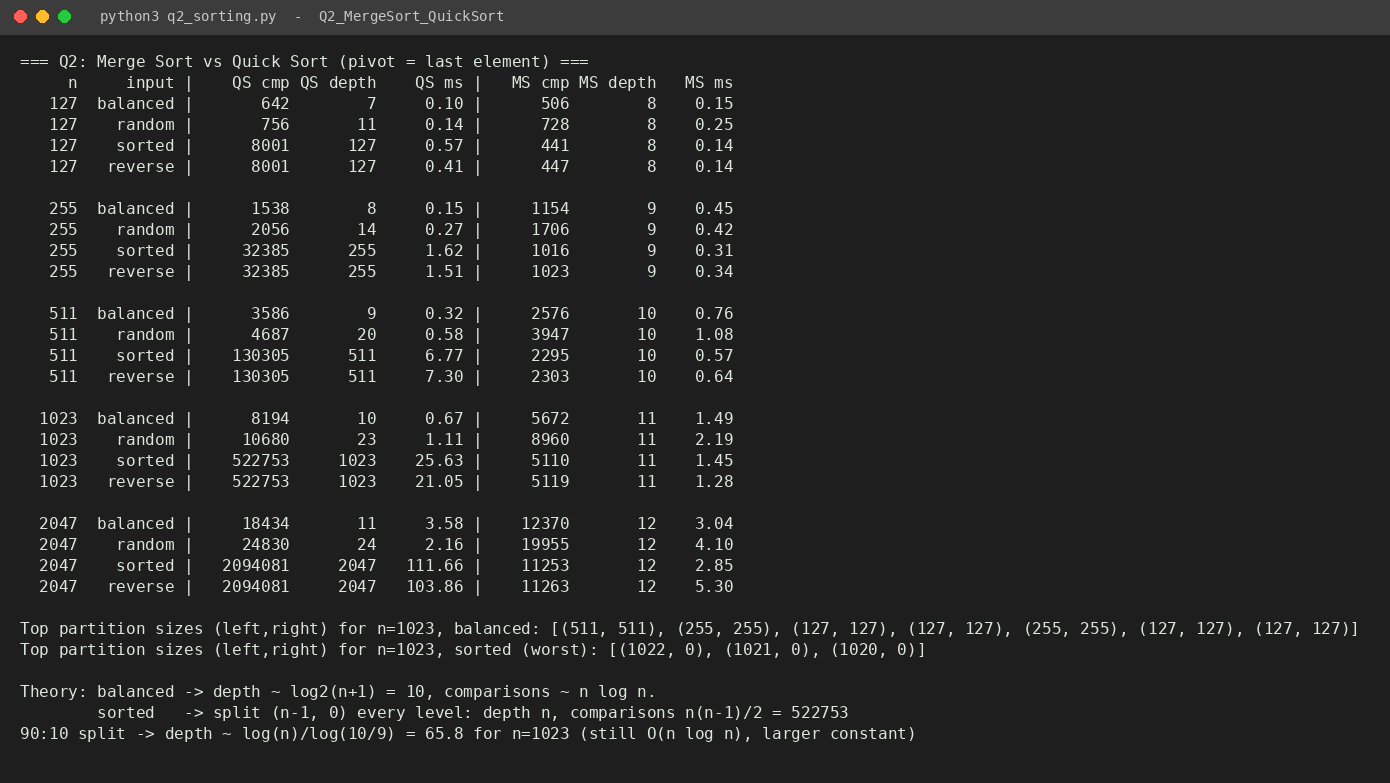 python3 q2_sorting.py  -  Q2_MergeSort_QuickSort
=== Q2: Merge Sort vs Quick Sort (pivot = last element) ===
     n     input |    QS cmp QS depth    QS ms |   MS cmp MS depth   MS ms
   127  balanced |       642        7     0.10 |      506        8    0.15
   127    random |       756       11     0.14 |      728        8    0.25
   127    sorted |      8001      127     0.57 |      441        8    0.14
   127   reverse |      8001      127     0.41 |      447        8    0.14
   255  balanced |      1538        8     0.15 |     1154        9    0.45
   255    random |      2056       14     0.27 |     1706        9    0.42
   255    sorted |     32385      255     1.62 |     1016        9    0.31
   255   reverse |     32385      255     1.51 |     1023        9    0.34
   511  balanced |      3586        9     0.32 |     2576       10    0.76
   511    random |      4687       20     0.58 |     3947       10    1.08
   511    sorted |    130305      511     6.77 |     2295       10    0.57
   511   reverse |    130305      511     7.30 |     2303       10    0.64
  1023  balanced |      8194       10     0.67 |     5672       11    1.49
  1023    random |     10680       23     1.11 |     8960       11    2.19
  1023    sorted |    522753     1023    25.63 |     5110       11    1.45
  1023   reverse |    522753     1023    21.05 |     5119       11    1.28
  2047  balanced |     18434       11     3.58 |    12370       12    3.04
  2047    random |     24830       24     2.16 |    19955       12    4.10
  2047    sorted |   2094081     2047   111.66 |    11253       12    2.85
  2047   reverse |   2094081     2047   103.86 |    11263       12    5.30
Top partition sizes (left,right) for n=1023, balanced: [(511, 511), (255, 255), (127, 127), (127, 127), (255, 255), (127, 127), (127, 127)]
Top partition sizes (left,right) for n=1023, sorted (worst): [(1022, 0), (1021, 0), (1020, 0)]
Theory: balanced -> depth ~ log2(n+1) = 10, comparisons ~ n log n.
        sorted   -> split (n-1, 0) every level: depth n, comparisons n(n-1)/2 = 522753
90:10 split -> depth ~ log(n)/log(10/9) = 65.8 for n=1023 (still O(n log n), larger constant)